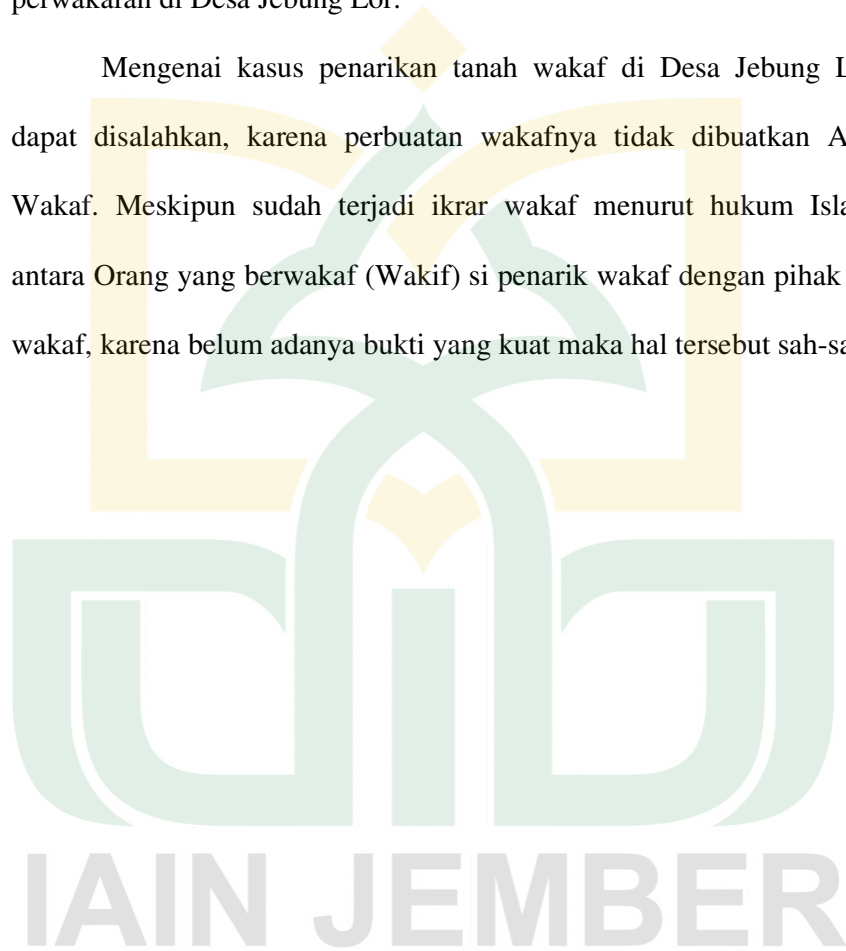 di Desa Jebung Lor.
Mengenai kasus penarikan tanah wakaf di Desa Jebung L
dapat disalahkan, karena perbuatan wakafnya tidak dibuatkan A
Wakaf. Meskipun sudah terjadi ikrar wakaf menurut hukum Isla
antara Orang yang berwakaf (Wakif) si penarik wakaf dengan pihak
wakaf, karena belum adanya bukti yang kuat maka hal tersebut sah-sa
IAIN JEMBER